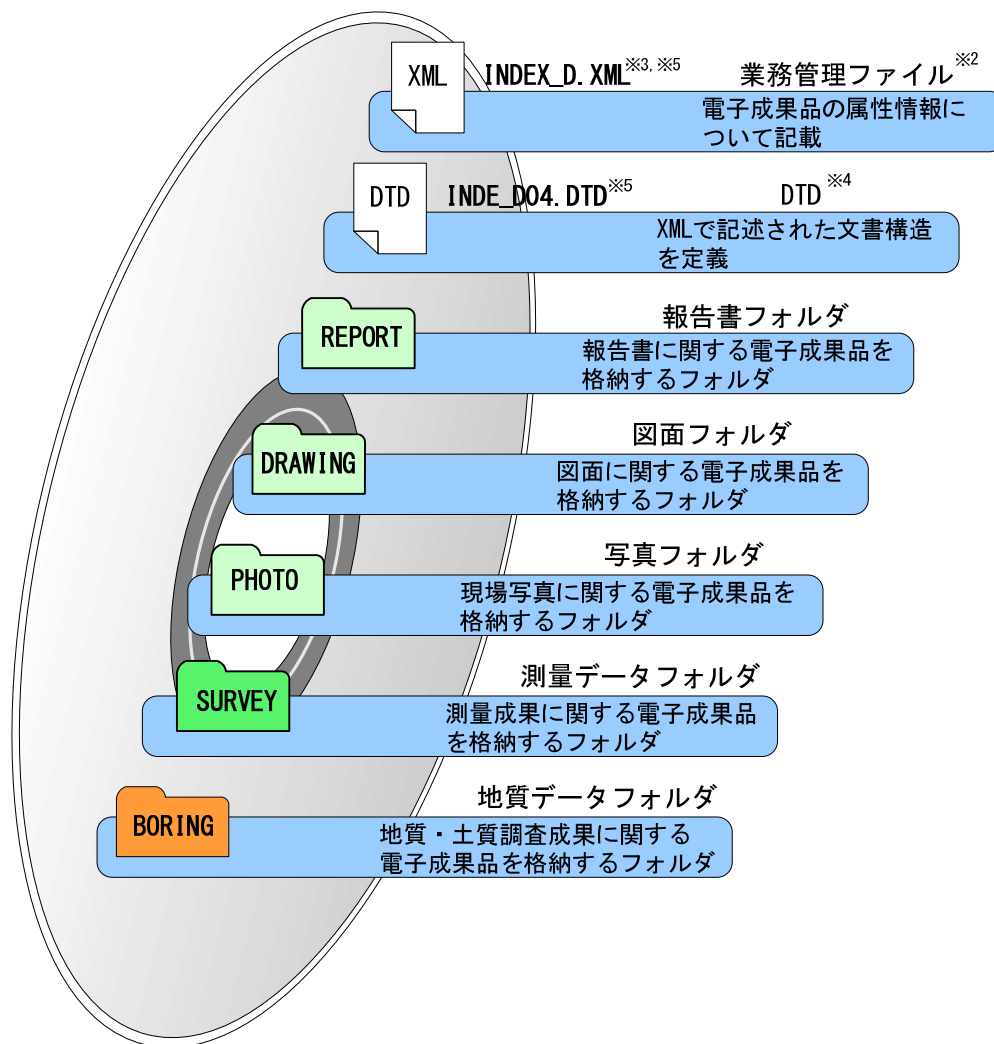 XML INDEX_D.XML※3,※5 業務管理ファイル※2
電子成果品の属性情報に
ついて記載
DTD INDE_D04.DTD※5 DTD※4
XMLで記述された文書構造
を定義
REPORT 報告書フォルダ
報告書に関する電子成果品を
格納するフォルダ
DRAWING 図面フォルダ
図面に関する電子成果品を
格納するフォルダ
PHOTO 写真フォルダ
現場写真に関する電子成果品を
格納するフォルダ
SURVEY 測量データフォルダ
測量成果に関する電子成果品
を格納するフォルダ
BORING 地質データフォルダ
地質・土質調査成果に関する
電子成果品を格納するフォルダ